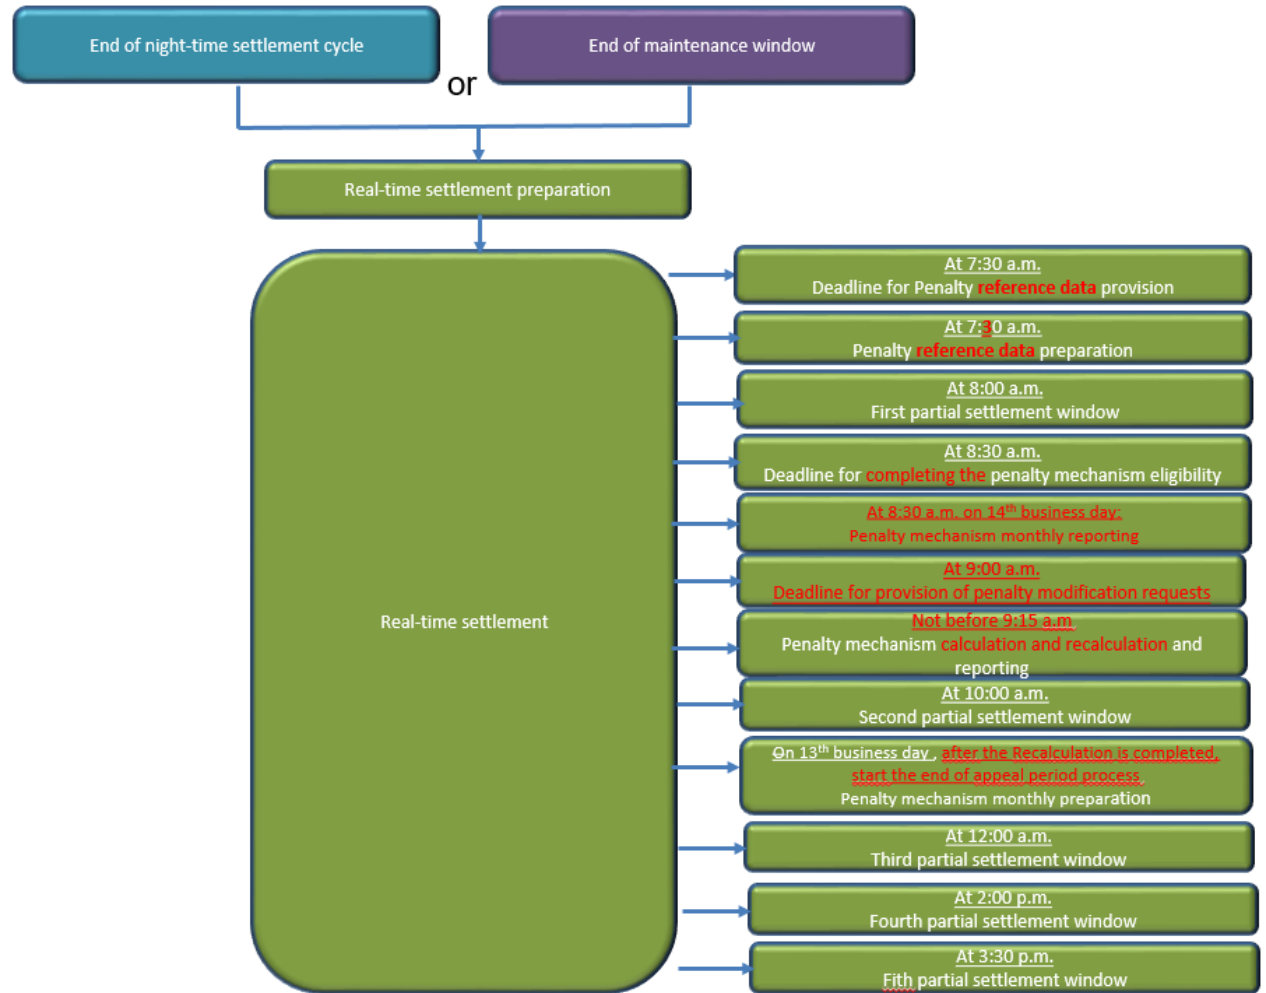 End of night-time settlement cycle
End of maintenance window
or
Real-time settlement preparation
Real-time settlement
At 7:30 a.m.
Deadline for Penalty reference data provision
At 7:30 a.m.
Penalty reference data preparation
At 8:00 a.m.
First partial settlement window
At 8:30 a.m.
Deadline for completing the penalty mechanism eligibility
At 8:30 a.m. on 14th business day:
Penalty mechanism monthly reporting
At 9:00 a.m.
Deadline for provision of penalty modification requests
Not before 9:15 a.m
Penalty mechanism calculation and recalculation and
reporting
At 10:00 a.m.
Second partial settlement window
On 13th business day , after the Recalculation is completed,
start the end of appeal period process.
Penalty mechanism monthly preparation
At 12:00 a.m.
Third partial settlement window
At 2:00 p.m.
Fourth partial settlement window
At 3:30 p.m.
Fith partial settlement window